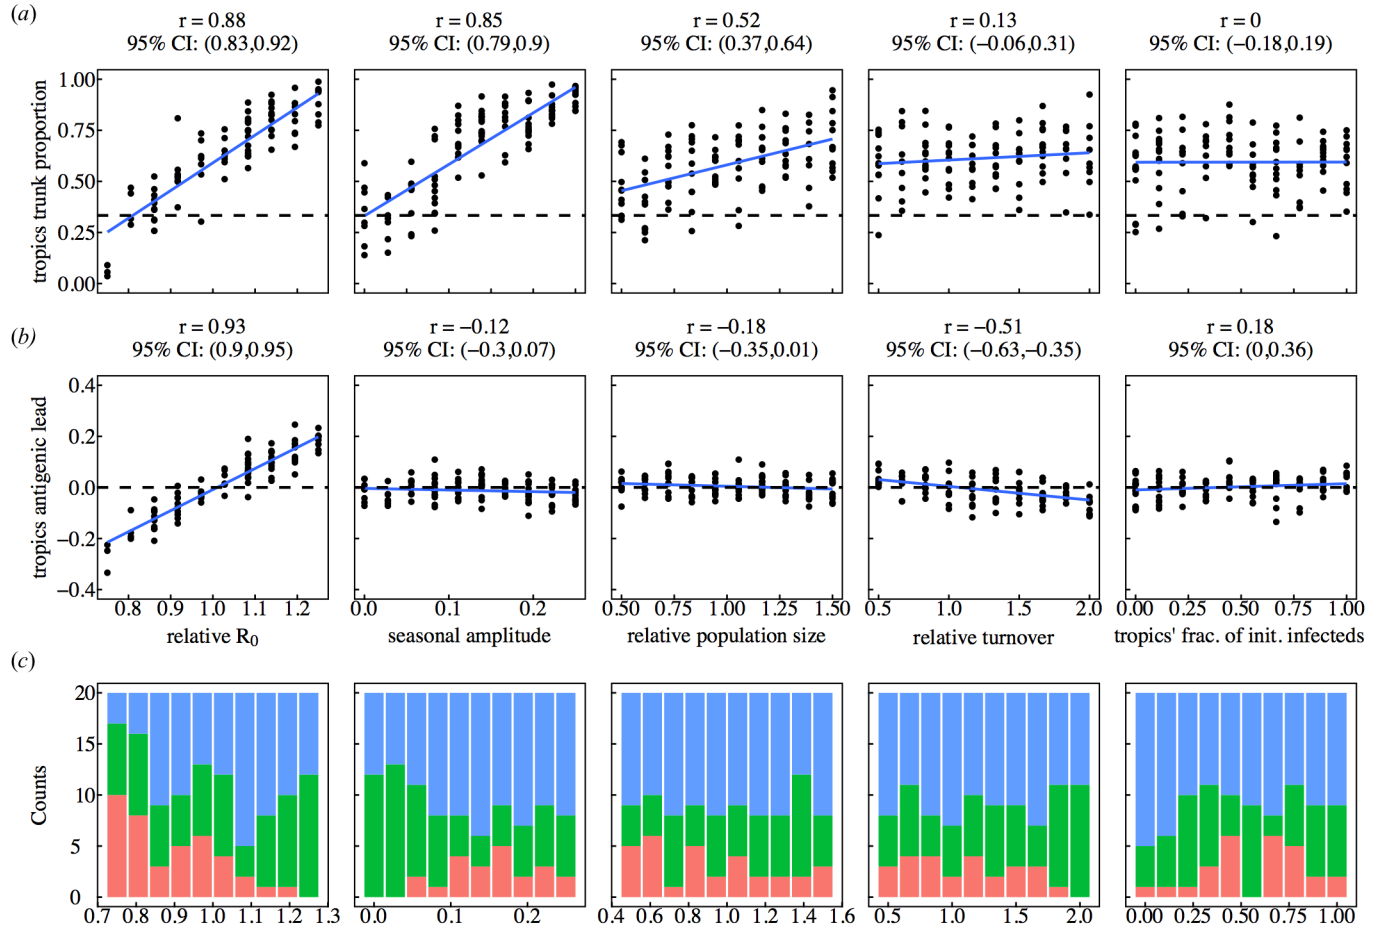 (a)
r = 0.88
r = 0.85
r = 0.52
r = 0.13
r = 0
95% CI: (0.83,0.92)
95% CI: (0.79,0.9)
95% CI: (0.37,0.64)
95% CI: (−0.06,0.31)
95% CI: (−0.18,0.19)
tropics trunk proportion
1.00
0.75
0.50
0.25
0.00
(b)
r = 0.93
r = −0.12
r = −0.18
r = −0.51
r = 0.18
95% CI: (0.9,0.95)
95% CI: (−0.3,0.07)
95% CI: (−0.35,0.01)
95% CI: (−0.63,−0.35)
95% CI: (0,0.36)
tropics antigenic lead
0.4
0.2
0.0
−0.2
−0.4
0.8 0.9 1.0 1.1 1.2
0.0 0.1 0.2
0.50 0.75 1.00 1.25 1.50
0.5 1.0 1.5 2.0
0.00 0.25 0.50 0.75 1.00
relative R0
seasonal amplitude
relative population size
relative turnover
tropics' frac. of init. infecteds
(c)
Counts
20
15
10
5
0
0.7 0.8 0.9 1.0 1.1 1.2 1.3
0.0 0.1 0.2
0.4 0.6 0.8 1.0 1.2 1.4 1.6
0.5 1.0 1.5 2.0
0.00 0.25 0.50 0.75 1.00